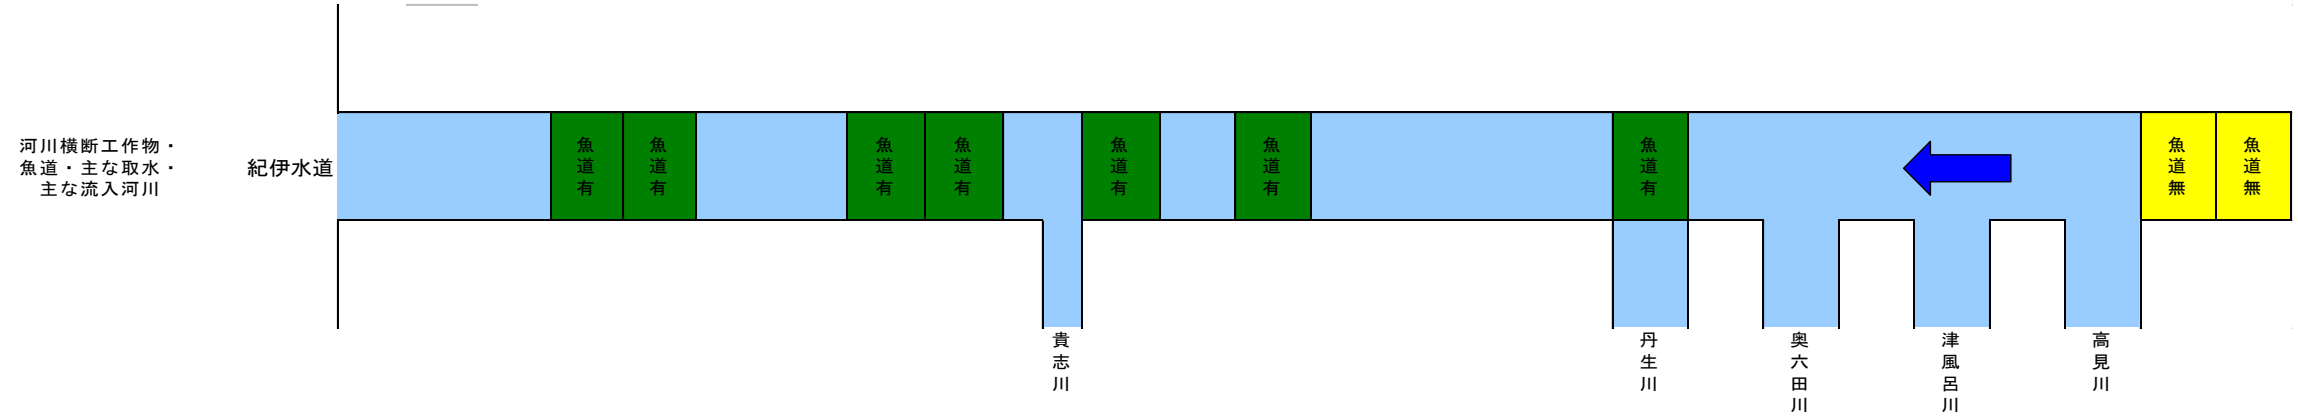 河川横断工作物・
魚道・主な取水・
主な流入河川
紀伊水道
魚道有
魚道有
魚道有
魚道有
魚道有
魚道有
魚道有
魚道無
魚道無
貴志川
丹生川
奥六田川
津風呂川
高見川